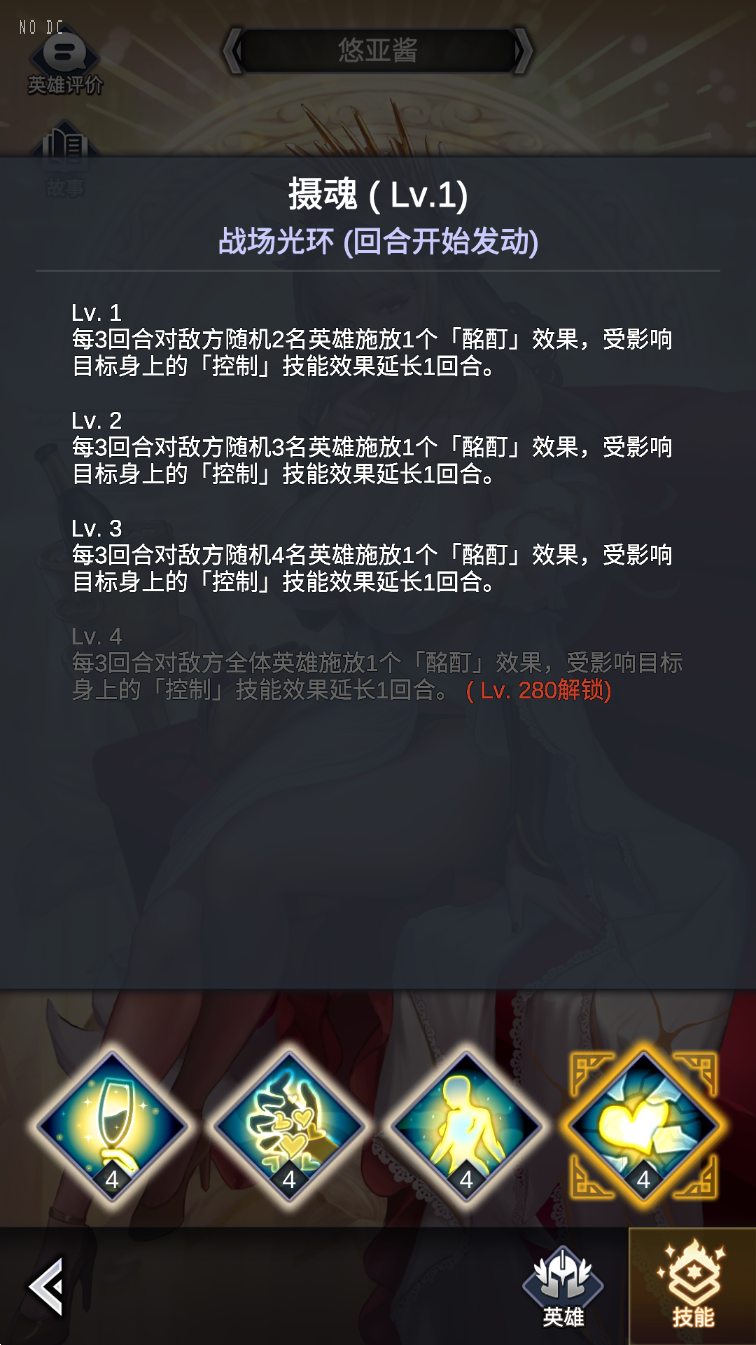 NO DC
悠亚酱
英雄评价
故事
摄魂 ( Lv.1)
战场光环 (回合开始发动)
Lv. 1
每3回合对敌方随机2名英雄施放1个「酩酊」效果，受影响
目标身上的「控制」技能效果延长1回合。
Lv. 2
每3回合对敌方随机3名英雄施放1个「酩酊」效果，受影响
目标身上的「控制」技能效果延长1回合。
Lv. 3
每3回合对敌方随机4名英雄施放1个「酩酊」效果，受影响
目标身上的「控制」技能效果延长1回合。
Lv. 4
每3回合对敌方全体英雄施放1个「酩酊」效果，受影响目标
身上的「控制」技能效果延长1回合。 ( Lv. 280解锁)
4 4 4 4
英雄 技能